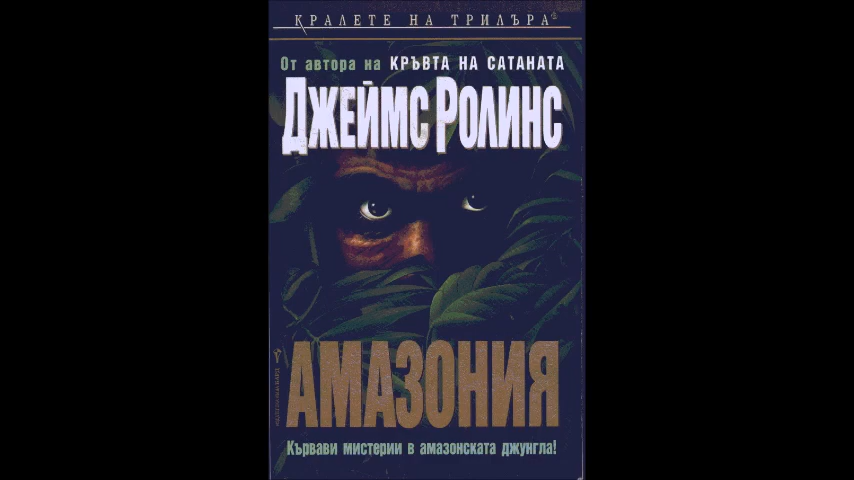 КРАЛЕТЕ НА ТРИЛЪРА®
От автора на КРЪВТА НА САТАНАТА
ДЖЕЙМС РОЛИНС
АМАЗОНИЯ
Кървави мистерии в амазонската джунгла!